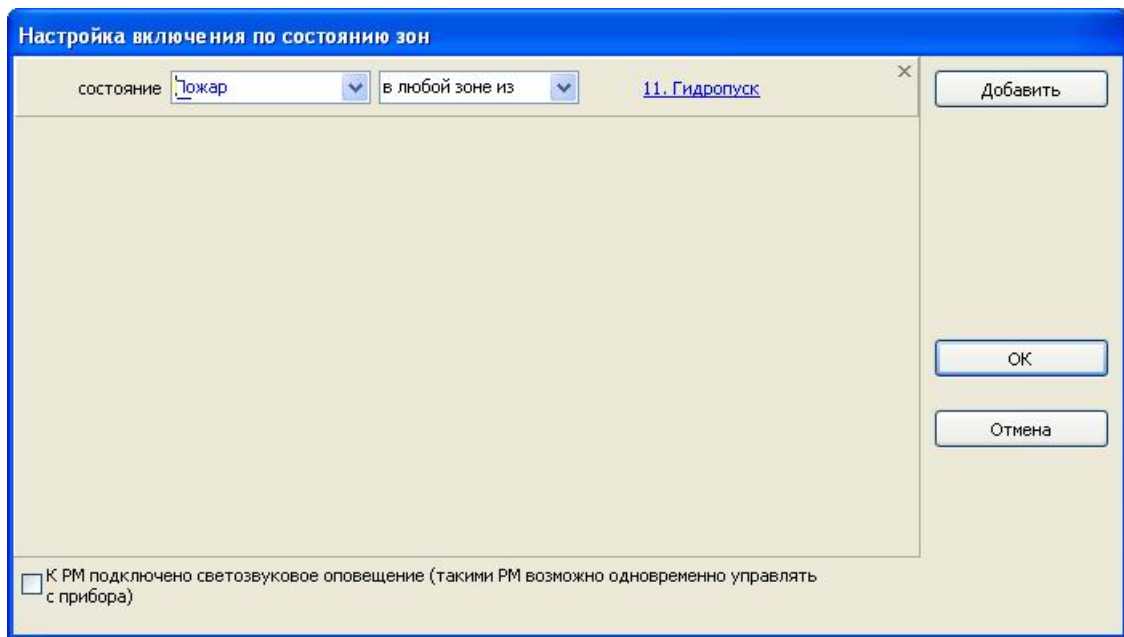 Настройка включения по состоянию зон
состояние Пожар в любой зоне из 11. Гидропуск
Добавить
ОК
Отмена
К РМ подключено светозвуковое оповещение (такими РМ возможно одновременно управлять
с прибора)